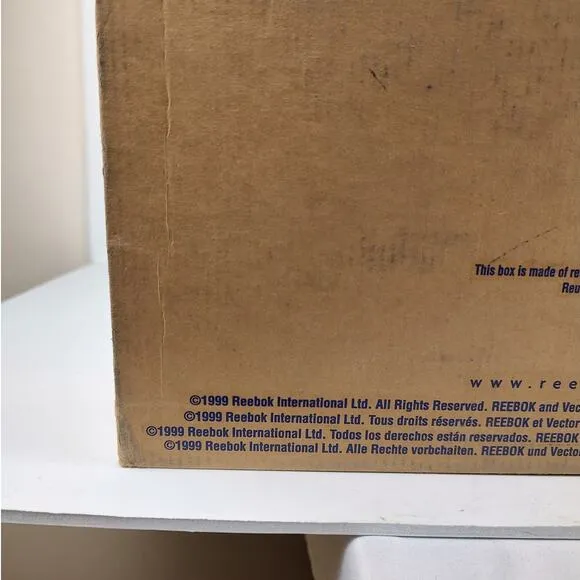 This box is made of
www.ree
©1999 Reebok International Ltd. All Rights Reserved. REEBOK and
©1999 Reebok International Ltd. Tous droits réservés. REEBOK et Vector
©1999 Reebok International Ltd. Todos los derechos están reservados. REEBOK
©1999 Reebok International Ltd. Alle Rechte vorbchaiten. REEBOK und Vecto